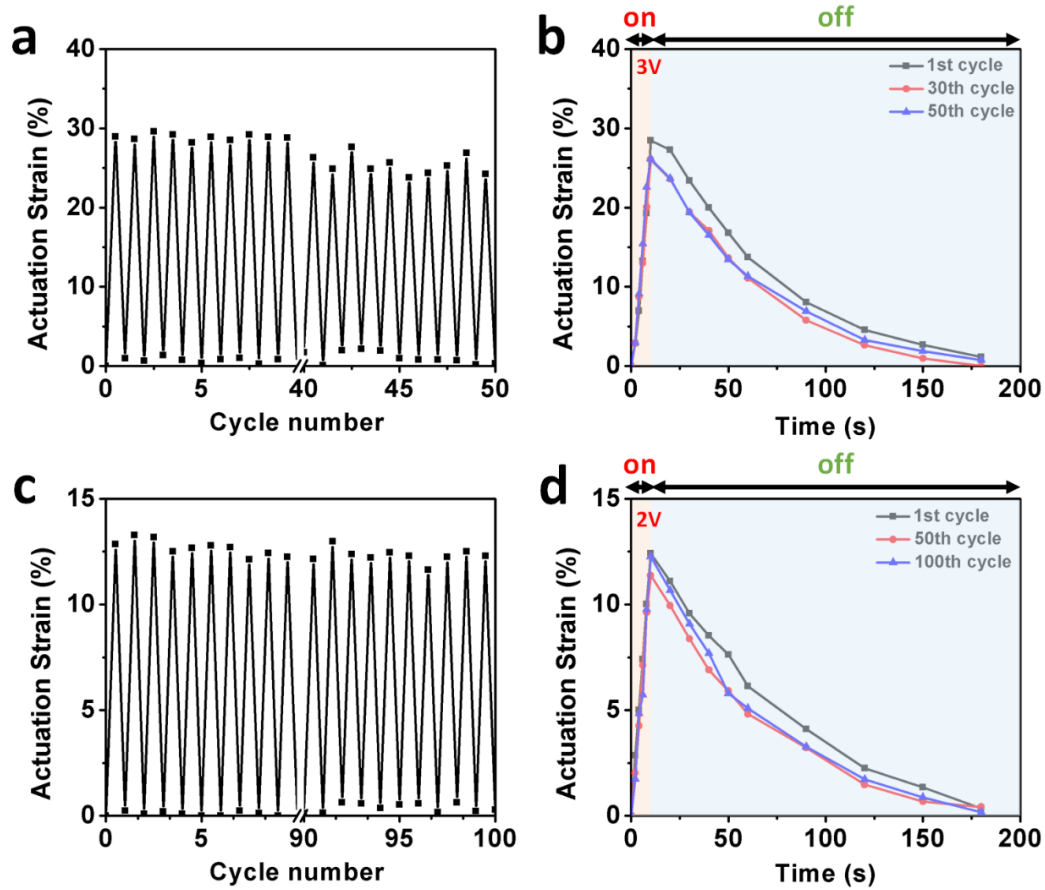 a
40
30
20
10
0
Actuation Strain (%)
0 5 40 45 50
Cycle number
b
on off
3V
1st cycle
30th cycle
50th cycle
40
30
20
10
0
Actuation Strain (%)
0 50 100 150 200
Time (s)
c
15
10
5
0
Actuation Strain (%)
0 5 90 95 100
Cycle number
d
on off
2V
1st cycle
50th cycle
100th cycle
15
10
5
0
Actuation Strain (%)
0 50 100 150 200
Time (s)